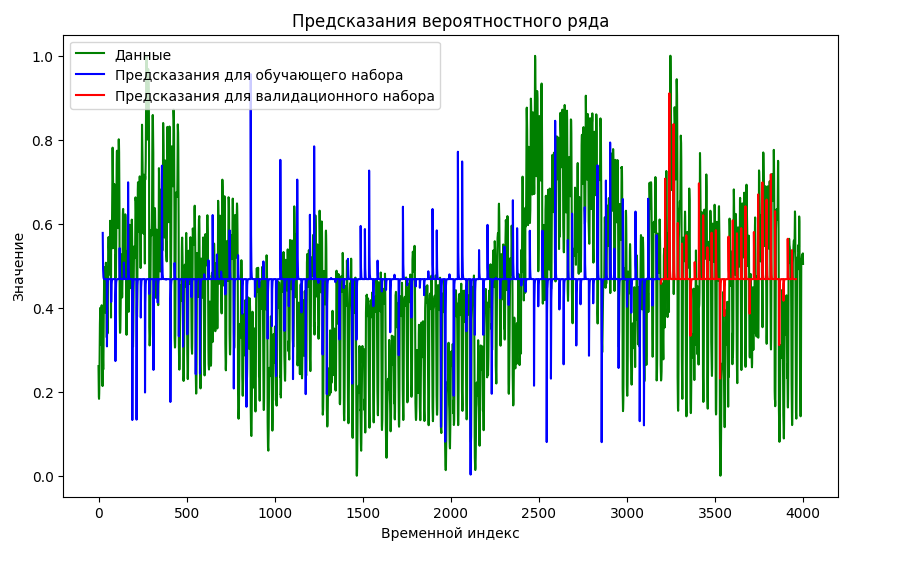 Предсказания вероятностного ряда
Данные
Предсказания для обучающего набора
Предсказания для валидационного набора
1.0
0.8
0.6
0.4
0.2
0.0
Значение
0 500 1000 1500 2000 2500 3000 3500 4000
Временной индекс